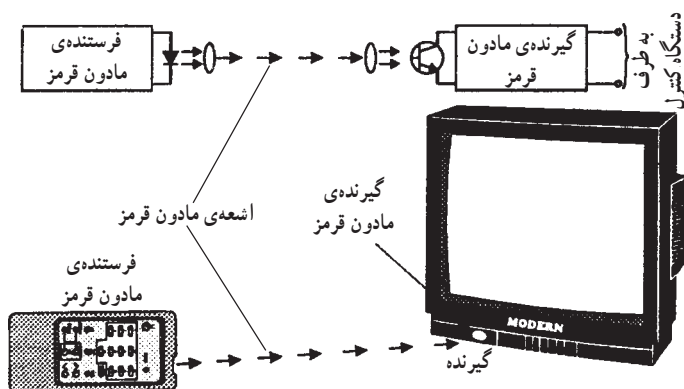 فرستنده‌ی
مادون قرمز
گیرنده‌ی مادون
قرمز
به طرف
دستگاه کنترل
گیرنده‌ی
مادون قرمز
اشعه‌ی مادون قرمز
فرستنده‌ی
مادون قرمز
MODERN
گیرنده